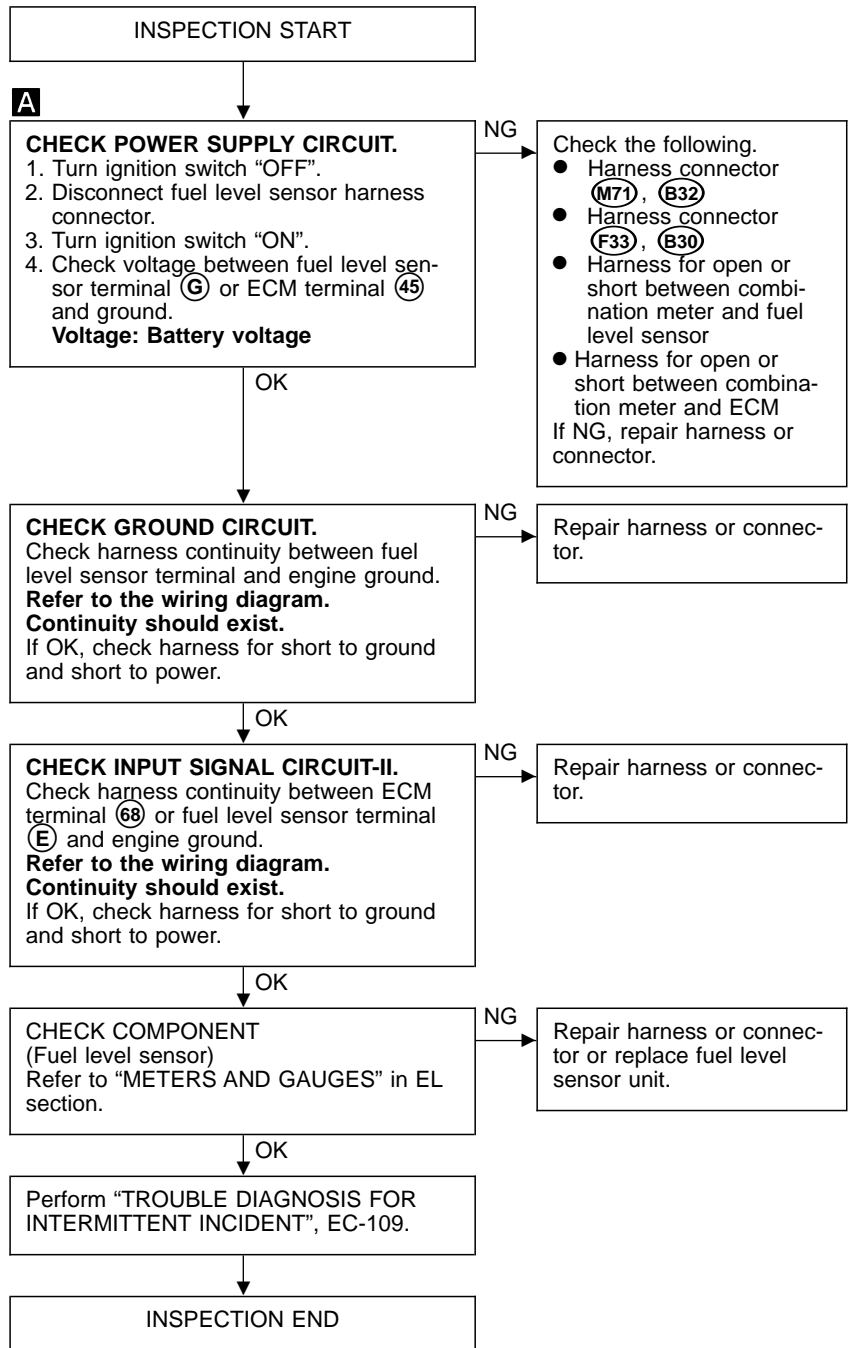 INSPECTION START
A
CHECK POWER SUPPLY CIRCUIT.
1. Turn ignition switch “OFF”.
2. Disconnect fuel level sensor harness
connector.
3. Turn ignition switch “ON”.
4. Check voltage between fuel level sen-
sor terminal G or ECM terminal 45
and ground.
Voltage: Battery voltage
NG
Check the following.
● Harness connector
M71 , B32
● Harness connector
F33 , B30
● Harness for open or
short between combi-
nation meter and fuel
level sensor
● Harness for open or
short between combina-
tion meter and ECM
If NG, repair harness or
connector.
OK
CHECK GROUND CIRCUIT.
Check harness continuity between fuel
level sensor terminal and engine ground.
Refer to the wiring diagram.
Continuity should exist.
If OK, check harness for short to ground
and short to power.
NG
Repair harness or connec-
tor.
OK
CHECK INPUT SIGNAL CIRCUIT-II.
Check harness continuity between ECM
terminal 68 or fuel level sensor terminal
E and engine ground.
Refer to the wiring diagram.
Continuity should exist.
If OK, check harness for short to ground
and short to power.
NG
Repair harness or connec-
tor.
OK
CHECK COMPONENT
(Fuel level sensor)
Refer to “METERS AND GAUGES” in EL
section.
NG
Repair harness or connec-
tor or replace fuel level
sensor unit.
OK
Perform “TROUBLE DIAGNOSIS FOR
INTERMITTENT INCIDENT”, EC-109.
INSPECTION END